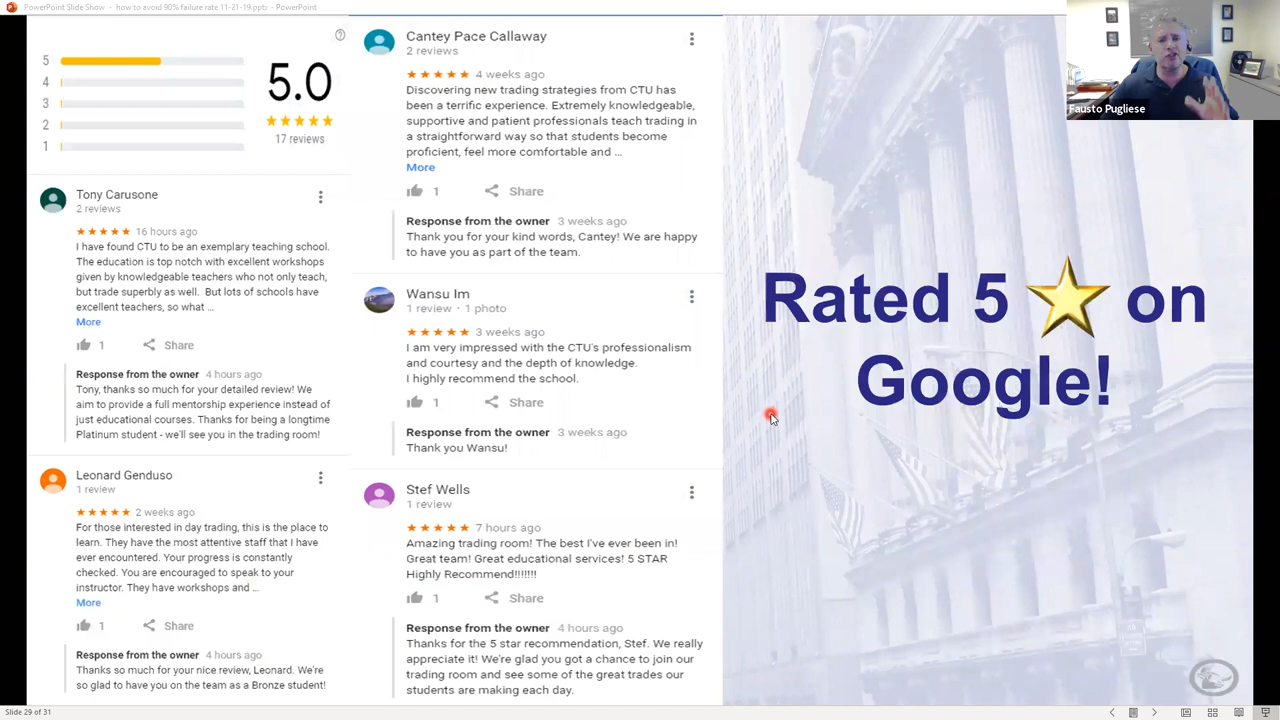 PowerPoint Slide Show - how to avoid 90% failure rate 11-21-19.pptx - PowerPoint
5
4
3
2
1
5.0
17 reviews
Tony Carusone
2 reviews
16 hours ago
I have found CTU to be an exemplary teaching school.
The education is top notch with excellent workshops
given by knowledgeable teachers who not only teach,
but trade superbly as well. But lots of schools have
excellent teachers, so what ...
More
1 Share
Response from the owner 4 hours ago
Tony, thanks so much for your detailed review! We
aim to provide a full mentorship experience instead of
just educational courses. Thanks for being a longtime
Platinum student - we'll see you in the trading room!
Leonard Genduso
1 review
2 weeks ago
For those interested in day trading, this is the place to
learn. They have the most attentive staff that I have
ever encountered. Your progress is constantly
checked. You are encouraged to speak to your
instructor. They have workshops and ...
More
1 Share
Response from the owner 4 hours ago
Thanks so much for your nice review, Leonard. We're
so glad to have you on the team as a Bronze student!
Cantey Pace Callaway
2 reviews
4 weeks ago
Discovering new trading strategies from CTU has
been a terrific experience. Extremely knowledgeable,
supportive and patient professionals teach trading in
a straightforward way so that students become
proficient, feel more comfortable and ...
More
1 Share
Response from the owner 3 weeks ago
Thank you for your kind words, Cantey! We are happy
to have you as part of the team.
Wansu Im
1 review · 1 photo
3 weeks ago
I am very impressed with the CTU's professionalism
and courtesy and the depth of knowledge.
I highly recommend the school.
1 Share
Response from the owner 3 weeks ago
Thank you Wansu!
Stef Wells
1 review
7 hours ago
Amazing trading room! The best I've ever been in!
Great team! Great educational services! 5 STAR
Highly Recommend!!!!!!!
1 Share
Response from the owner 4 hours ago
Thanks for the 5 star recommendation, Stef. We really
appreciate it! We're glad you got a chance to join our
trading room and see some of the great trades our
students are making each day.
Rated 5 on
Google!
Fausto Pugliese
Slide 29 of 31